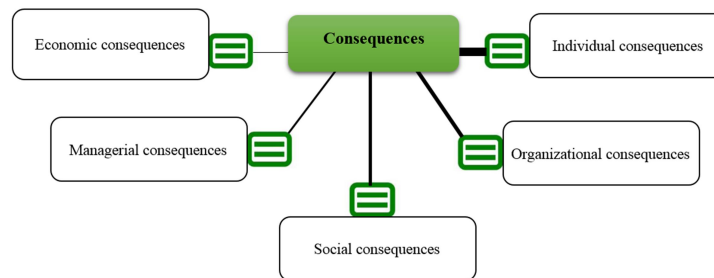 Consequences
Economic consequences
Individual consequences
Managerial consequences
Organizational consequences
Social consequences